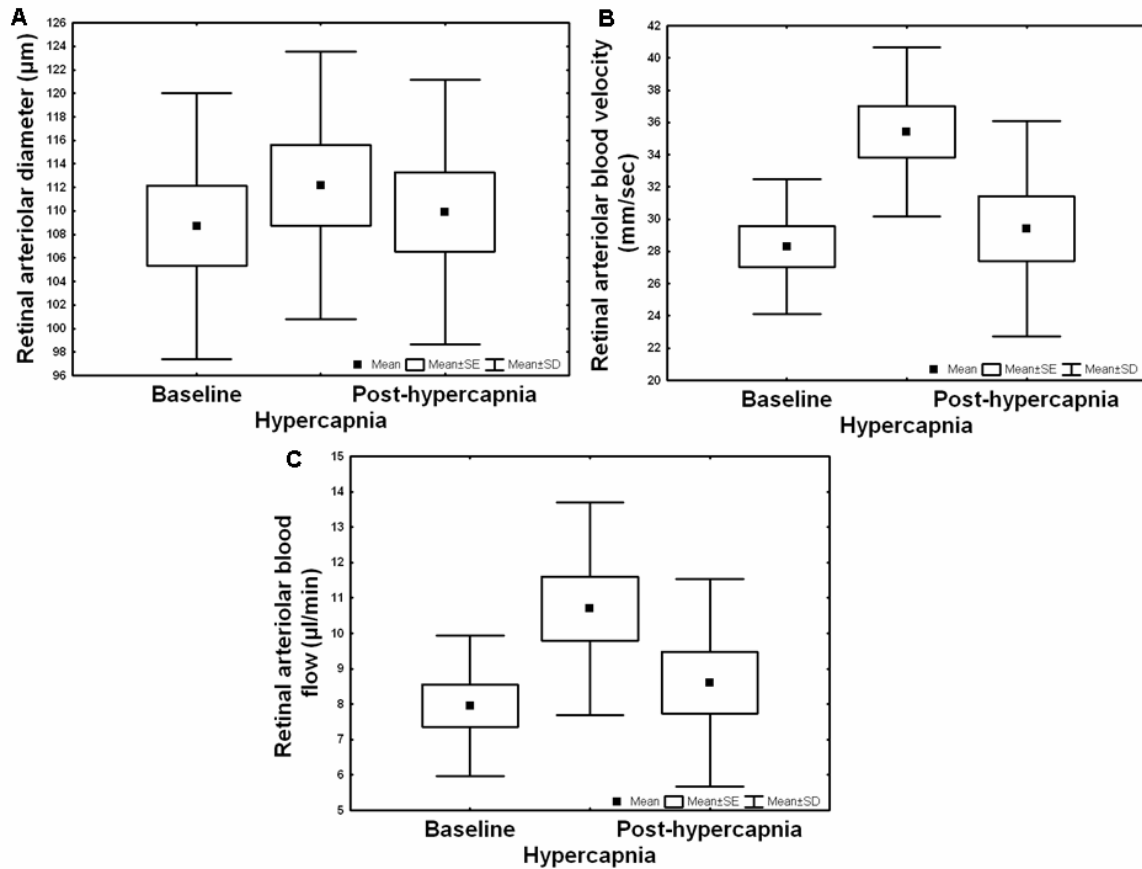 A
Retinal arteriolar diameter (µm)
126
124
122
120
118
116
114
112
110
108
106
104
102
100
98
96
Mean Mean±SE Mean±SD
Baseline Post-hypercapnia
Hypercapnia
B
Retinal arteriolar blood velocity
(mm/sec)
42
40
38
36
34
32
30
28
26
24
22
20
Mean Mean±SE Mean±SD
Baseline Post-hypercapnia
Hypercapnia
C
Retinal arteriolar blood
flow (µl/min)
15
14
13
12
11
10
9
8
7
6
5
Mean Mean±SE Mean±SD
Baseline Post-hypercapnia
Hypercapnia